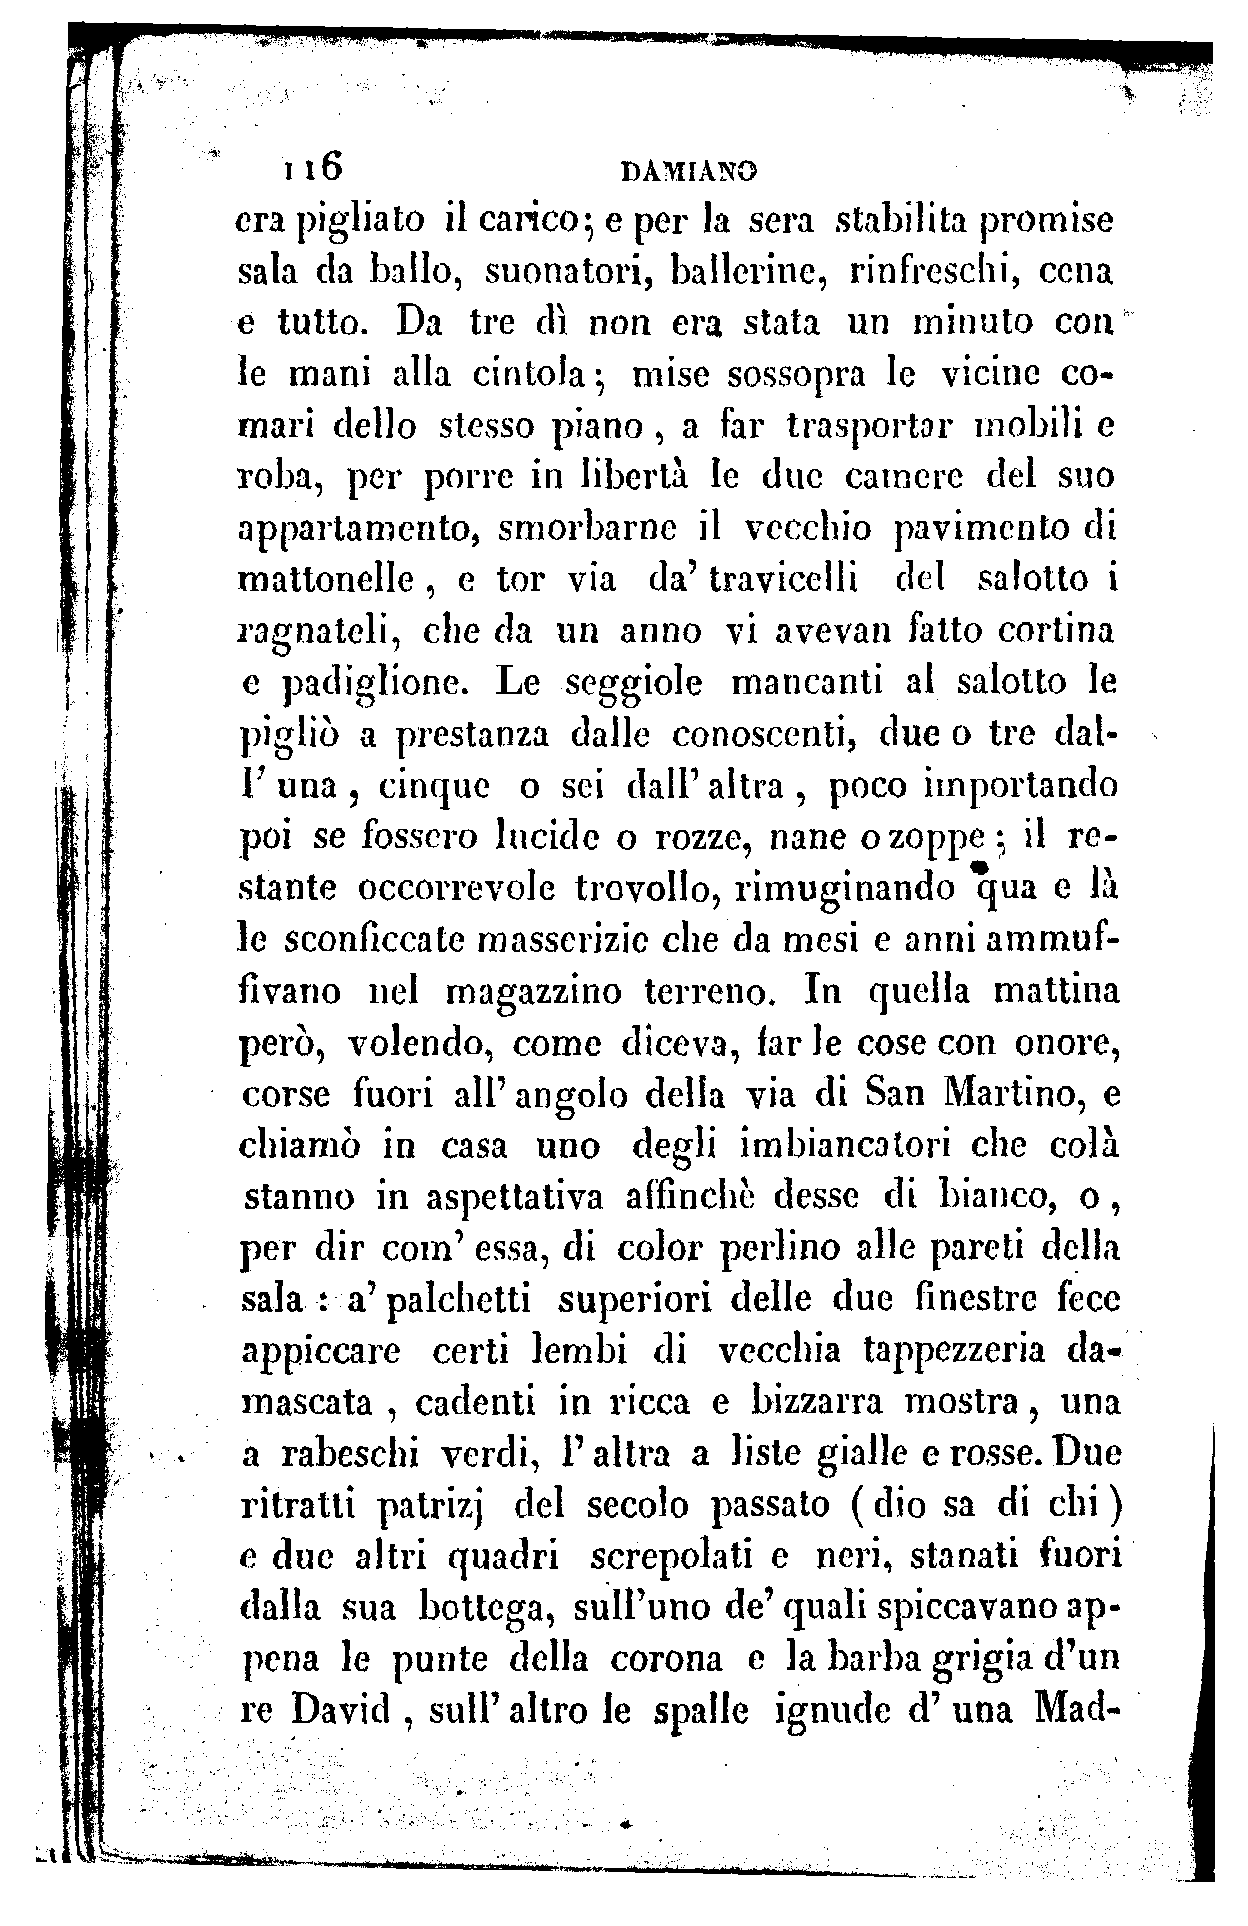 116 DAMIANO
era pigliato il carico; e per la sera stabilita promise
sala da ballo, suonatori, ballerine, rinfreschi, cena
e tutto. Da tre dì non era stata un minuto con
le mani alla cintola; mise sossopra le vicine co-
mari dello stesso piano, a far trasportar mobili e
roba, per porre in libertà le due camere del suo
appartamento, smorbarne il vecchio pavimento di
mattonelle, e tor via da' travicelli del salotto i
ragnateli, che da un anno vi avevan fatto cortina
e padiglione. Le seggiole mancanti al salotto le
pigliò a prestanza dalle conoscenti, due o tre dal-
l' una, cinque o sei dall' altra, poco importando
poi se fossero lucide o rozze, nane o zoppe; il re-
stante occorrevole trovollo, rimuginando qua e là
le sconficcate masserizie che da mesi e anni ammuf-
fivano nel magazzino terreno. In quella mattina
però, volendo, come diceva, far le cose con onore,
corse fuori all' angolo della via di San Martino, e
chiamò in casa uno degli imbiancatori che colà
stanno in aspettativa affinchè desse di bianco, o,
per dir com' essa, di color perlino alle pareti della
sala : a' palchetti superiori delle due finestre fece
appiccare certi lembi di vecchia tappezzeria da-
mascata, cadenti in ricca e bizzarra mostra, una
a rabeschi verdi, l' altra a liste gialle e rosse. Due
ritratti patrizj del secolo passato (dio sa di chi)
e due altri quadri screpolati e neri, stanati fuori
dalla sua bottega, sull'uno de' quali spiccavano ap-
pena le punte della corona e la barba grigia d'un
re David, sull' altro le spalle ignude d' una Mad-